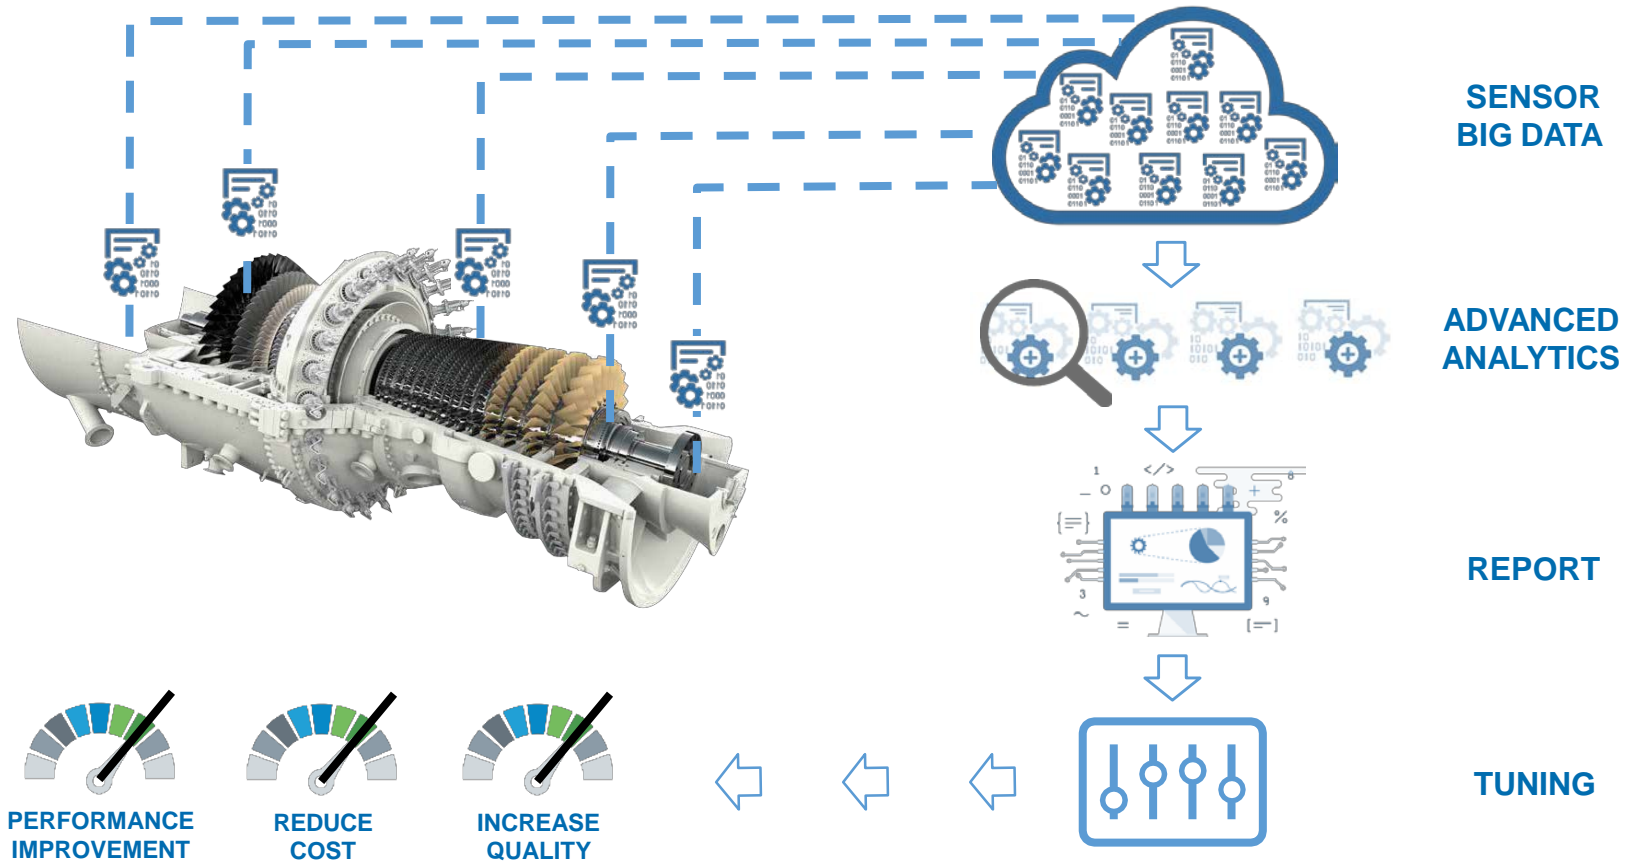 SENSOR
BIG DATA
ADVANCED
ANALYTICS
REPORT
TUNING
PERFORMANCE
IMPROVEMENT
REDUCE
COST
INCREASE
QUALITY